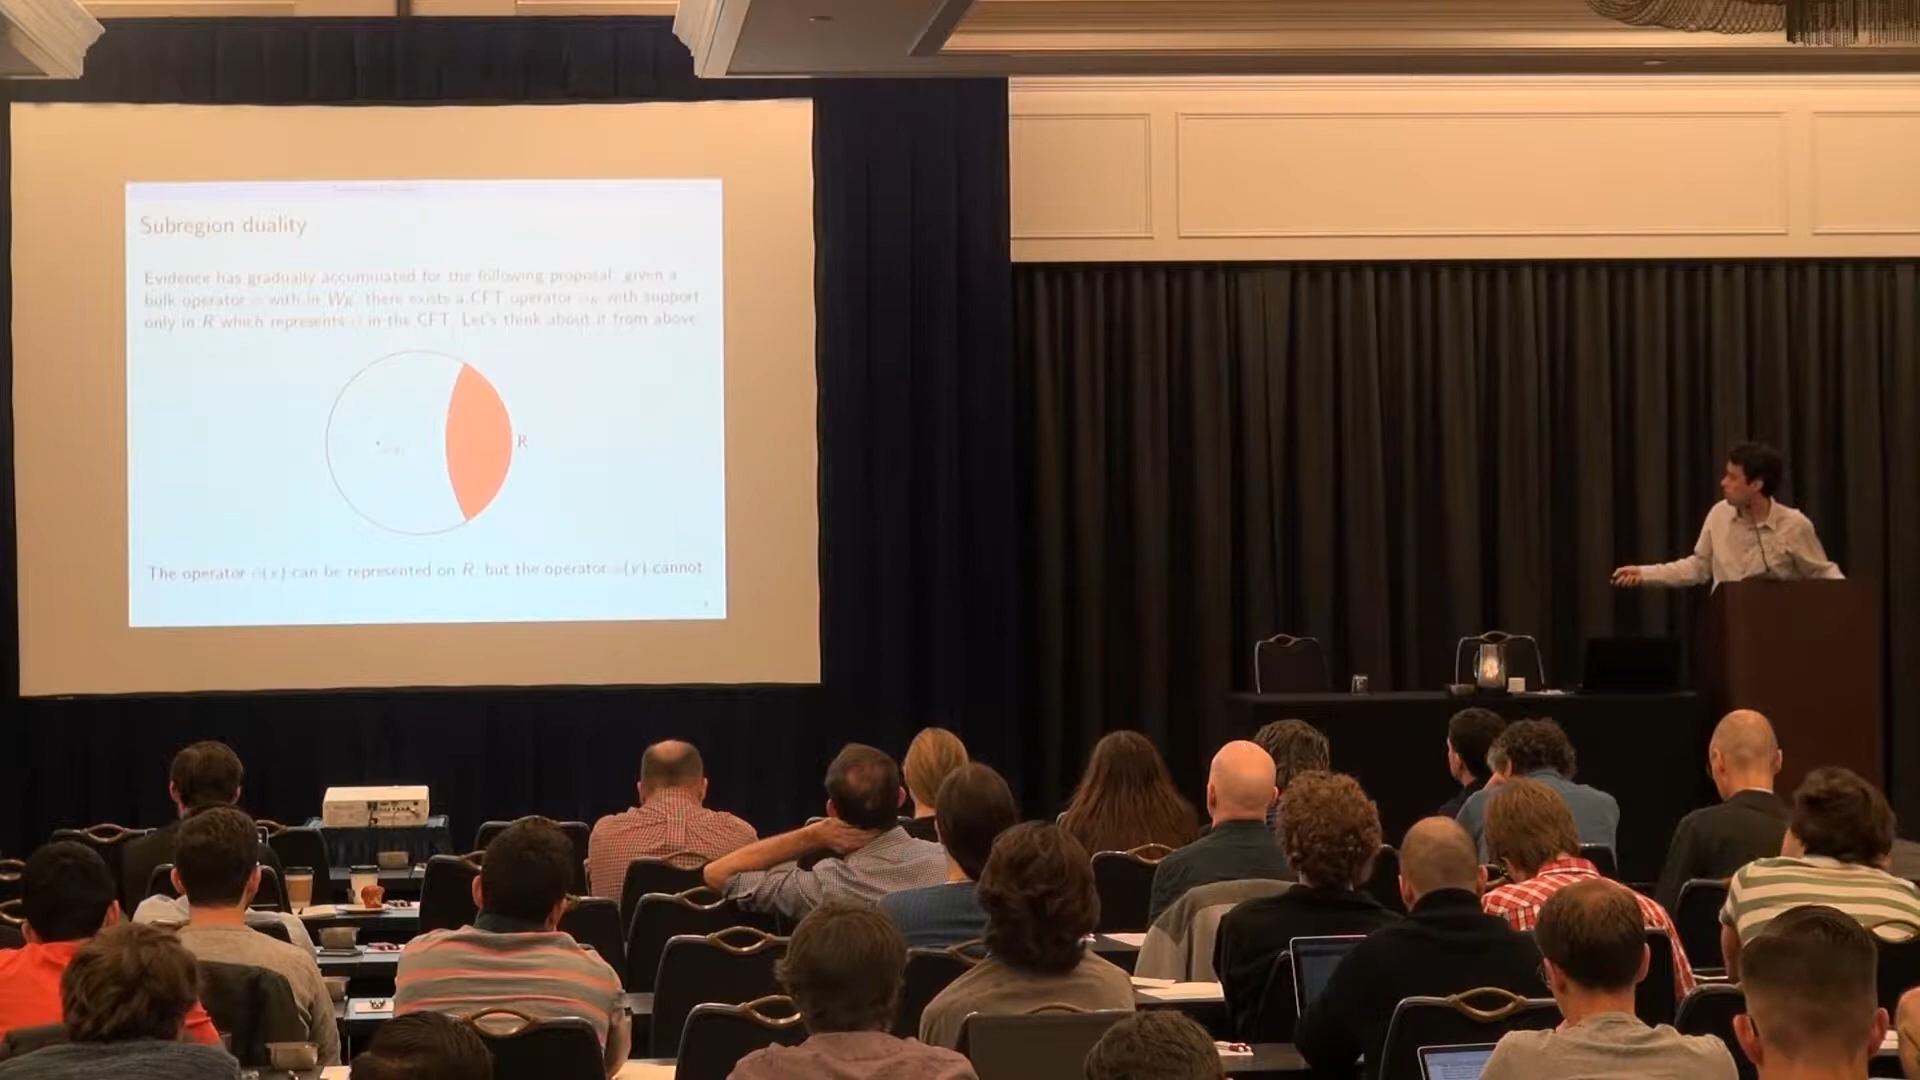 Subregion duality
Evidence has gradually accumulated for the following proposal: given a
bulk operator with in W_R, there exists a CFT operator with support
only in R which represents in the CFT. Let's think about it from above.
R
The operator (x) can be represented on R, but the operator (y) cannot